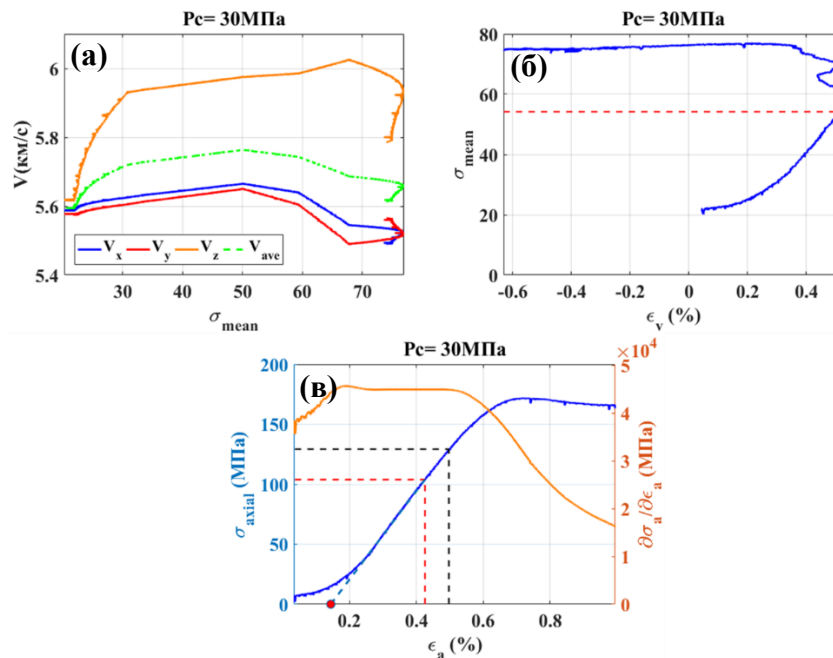 Pc= 30МПа
(а)
V(км/с)
6
5.8
5.6
5.4
30 40 50 60 70
σmean
Vx Vy Vz Vave
Pc= 30МПа
(б)
σmean
80
60
40
20
0
-0.6 -0.4 -0.2 0 0.2 0.4
ϵv (%)
Pc= 30МПа
(в)
σaxial (МПа)
200
150
100
50
0
0.2 0.4 0.6 0.8
ϵa (%)
×10⁴
5
4
3
2
1
0
∂σa/∂ϵa (МПа)